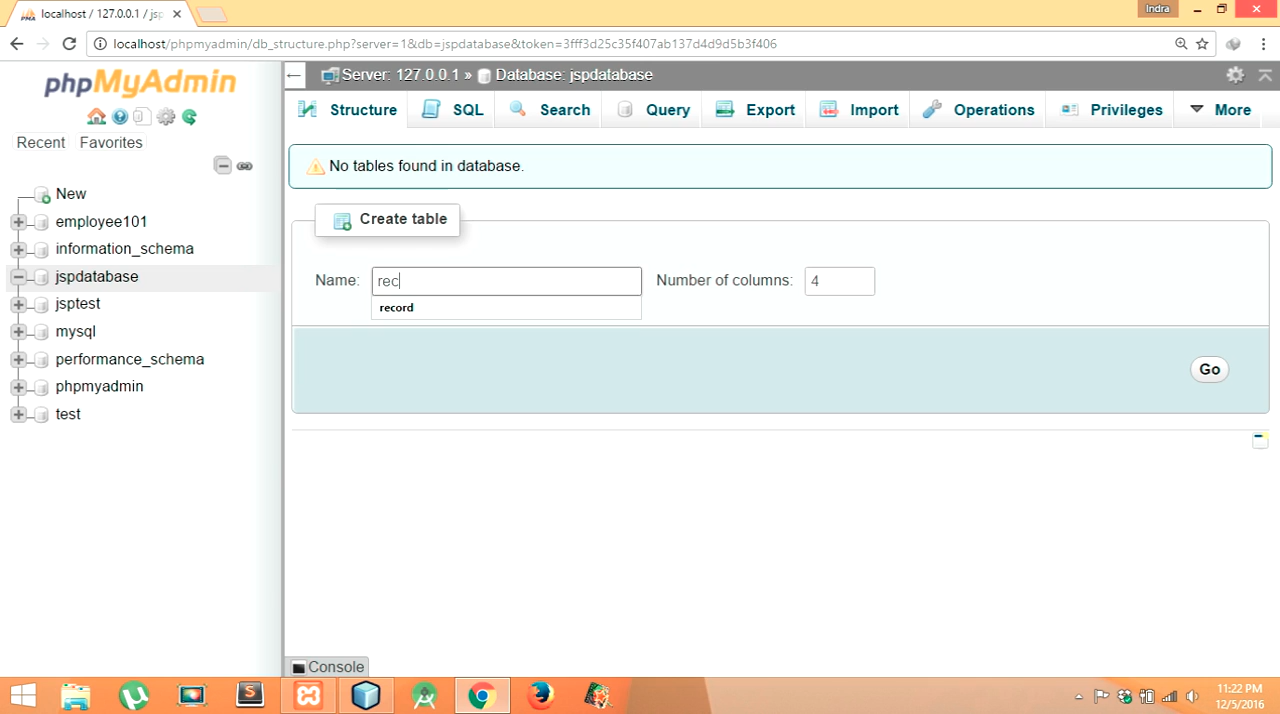 localhost / 127.0.0.1 / jsp
Indra
localhost/phpmyadmin/db_structure.php?server=1&db=jspdatabase&token=3fff3d25c35f407ab137d4d9d5b3f406
phpMyAdmin
Recent Favorites
New
employee101
information_schema
jspdatabase
jsptest
mysql
performance_schema
phpmyadmin
test
Server: 127.0.0.1 » Database: jspdatabase
Structure SQL Search Query Export Import Operations Privileges More
No tables found in database.
Create table
Name: rec Number of columns: 4
record
Go
Console
11:22 PM
12/5/2016